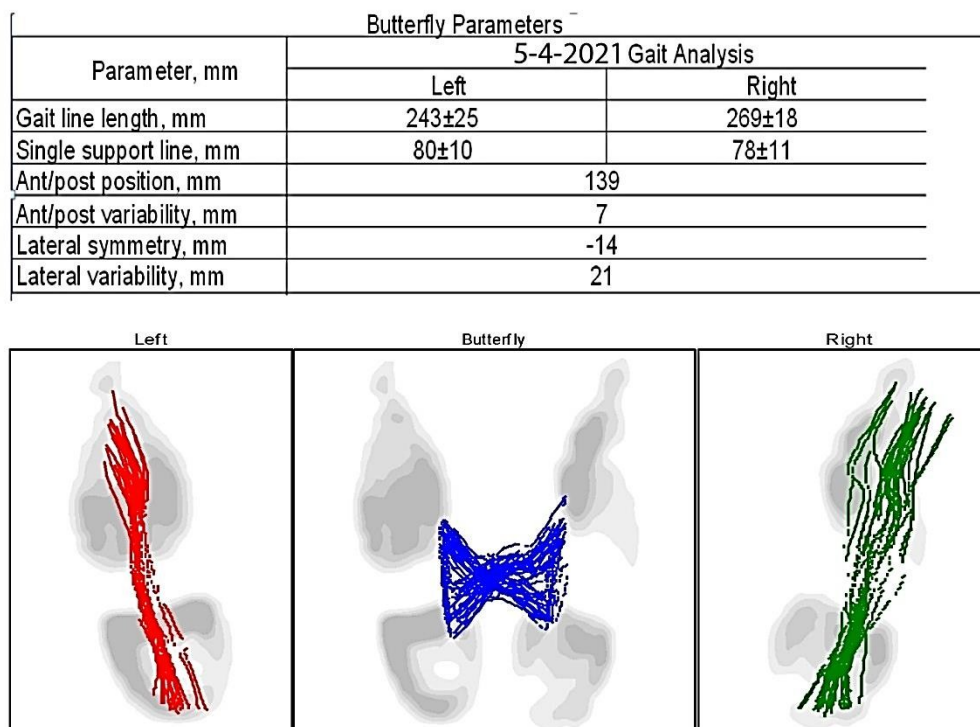 Butterfly Parameters
Parameter, mm
5-4-2021 Gait Analysis
Left Right
Gait line length, mm 243±25 269±18
Single support line, mm 80±10 78±11
Ant/post position, mm 139
Ant/post variability, mm 7
Lateral symmetry, mm -14
Lateral variability, mm 21
Left Butterfly Right